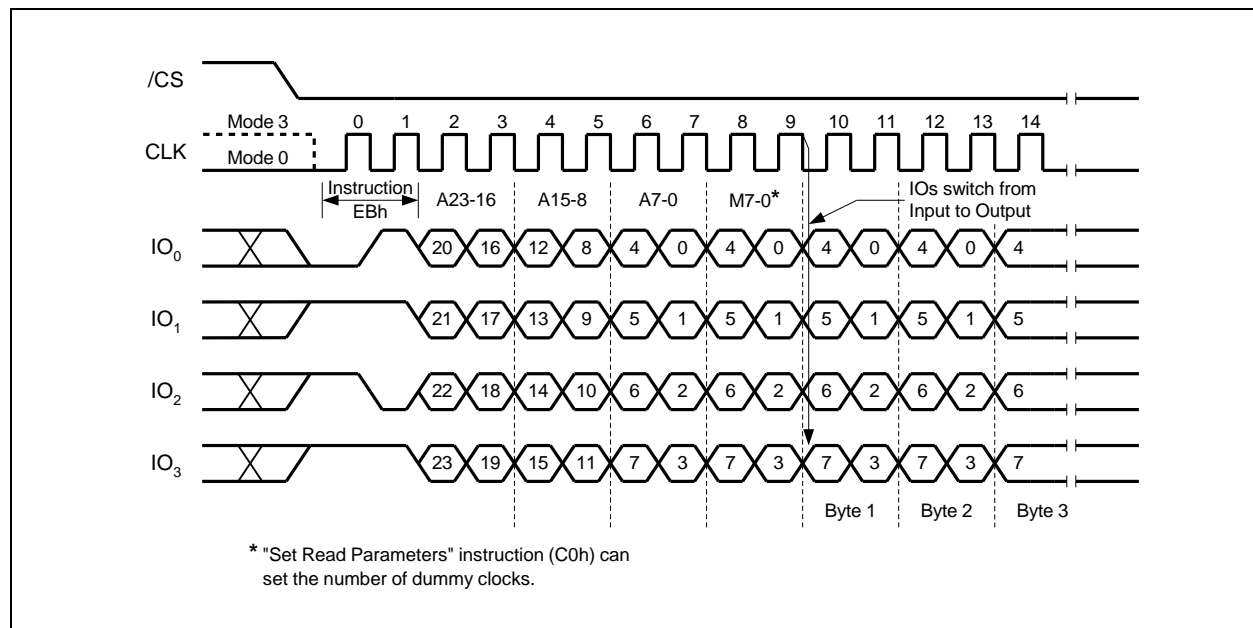 /CS
Mode 3
0 1 2 3 4 5 6 7 8 9 10 11 12 13 14
CLK
Mode 0
Instruction
EBh
A23-16 A15-8 A7-0 M7-0*
IOs switch from
Input to Output
IO0 20 16 12 8 4 0 4 0 4 0 4 0 4
IO1 21 17 13 9 5 1 5 1 5 1 5 1 5
IO2 22 18 14 10 6 2 6 2 6 2 6 2 6
IO3 23 19 15 11 7 3 7 3 7 3 7 3 7
Byte 1 Byte 2 Byte 3
* "Set Read Parameters" instruction (C0h) can
set the number of dummy clocks.